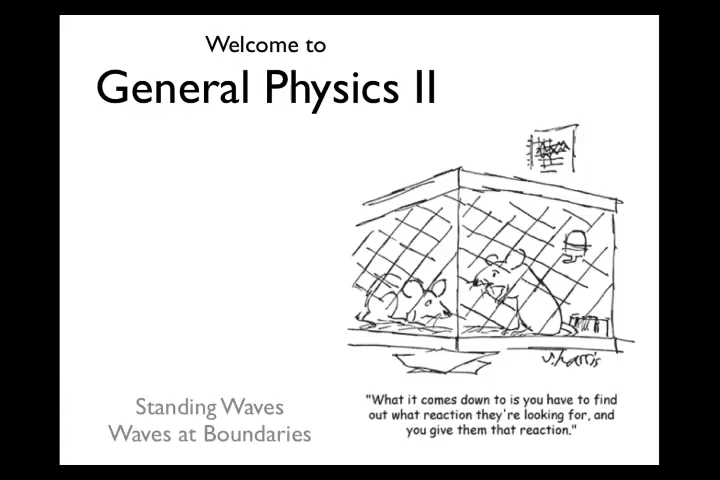 Welcome to
General Physics II
S.harris
"What it comes down to is you have to find
out what reaction they're looking for, and
you give them that reaction."
Standing Waves
Waves at Boundaries